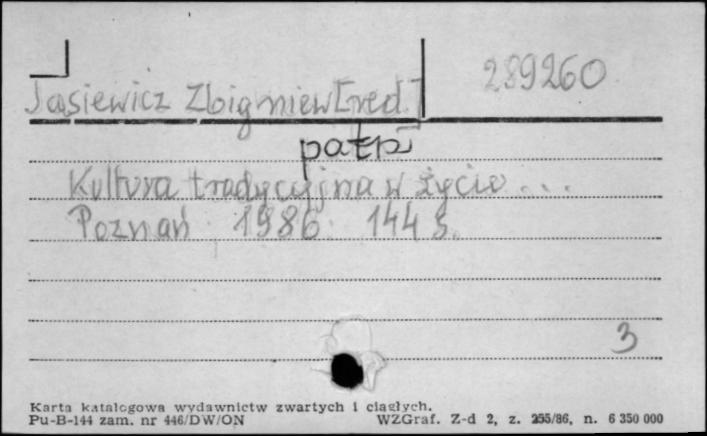 289260
Jasiewicz Zbigniew [red.]
patrz
Kultura tradycyjna w życiu ...
Poznań 1986. 144 s.
3
Karta katalogowa wydawnictw zwartych i ciągłych.
Pu-B-144 zam. nr 446/DW/ON WZGraf. Z-d 2, z. 255/86, n. 6 350 000